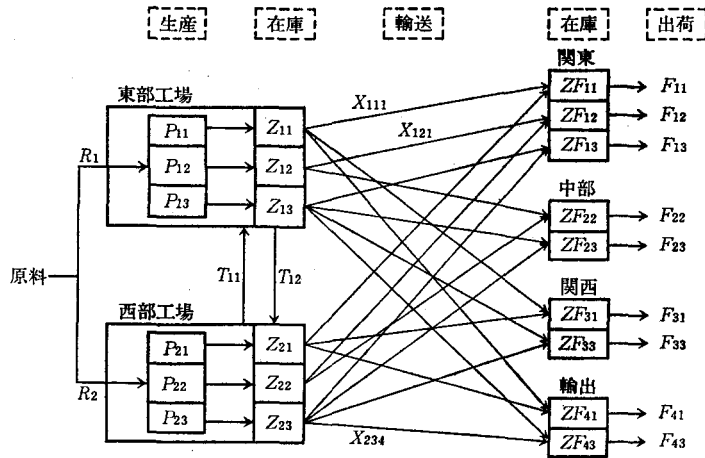 生産 在庫 輸送 在庫 出荷
関東
東部工場
X111
ZF11 F11
P11 Z11
X121
ZF12 F12
R1
P12 Z12
ZF13 F13
P13 Z13
中部
ZF22 F22
ZF23 F23
原料
T11 T12
関西
西部工場
ZF31 F31
P21 Z21
ZF33 F33
R2
P22 Z22
輸出
P23 Z23
ZF41 F41
X234
ZF43 F43